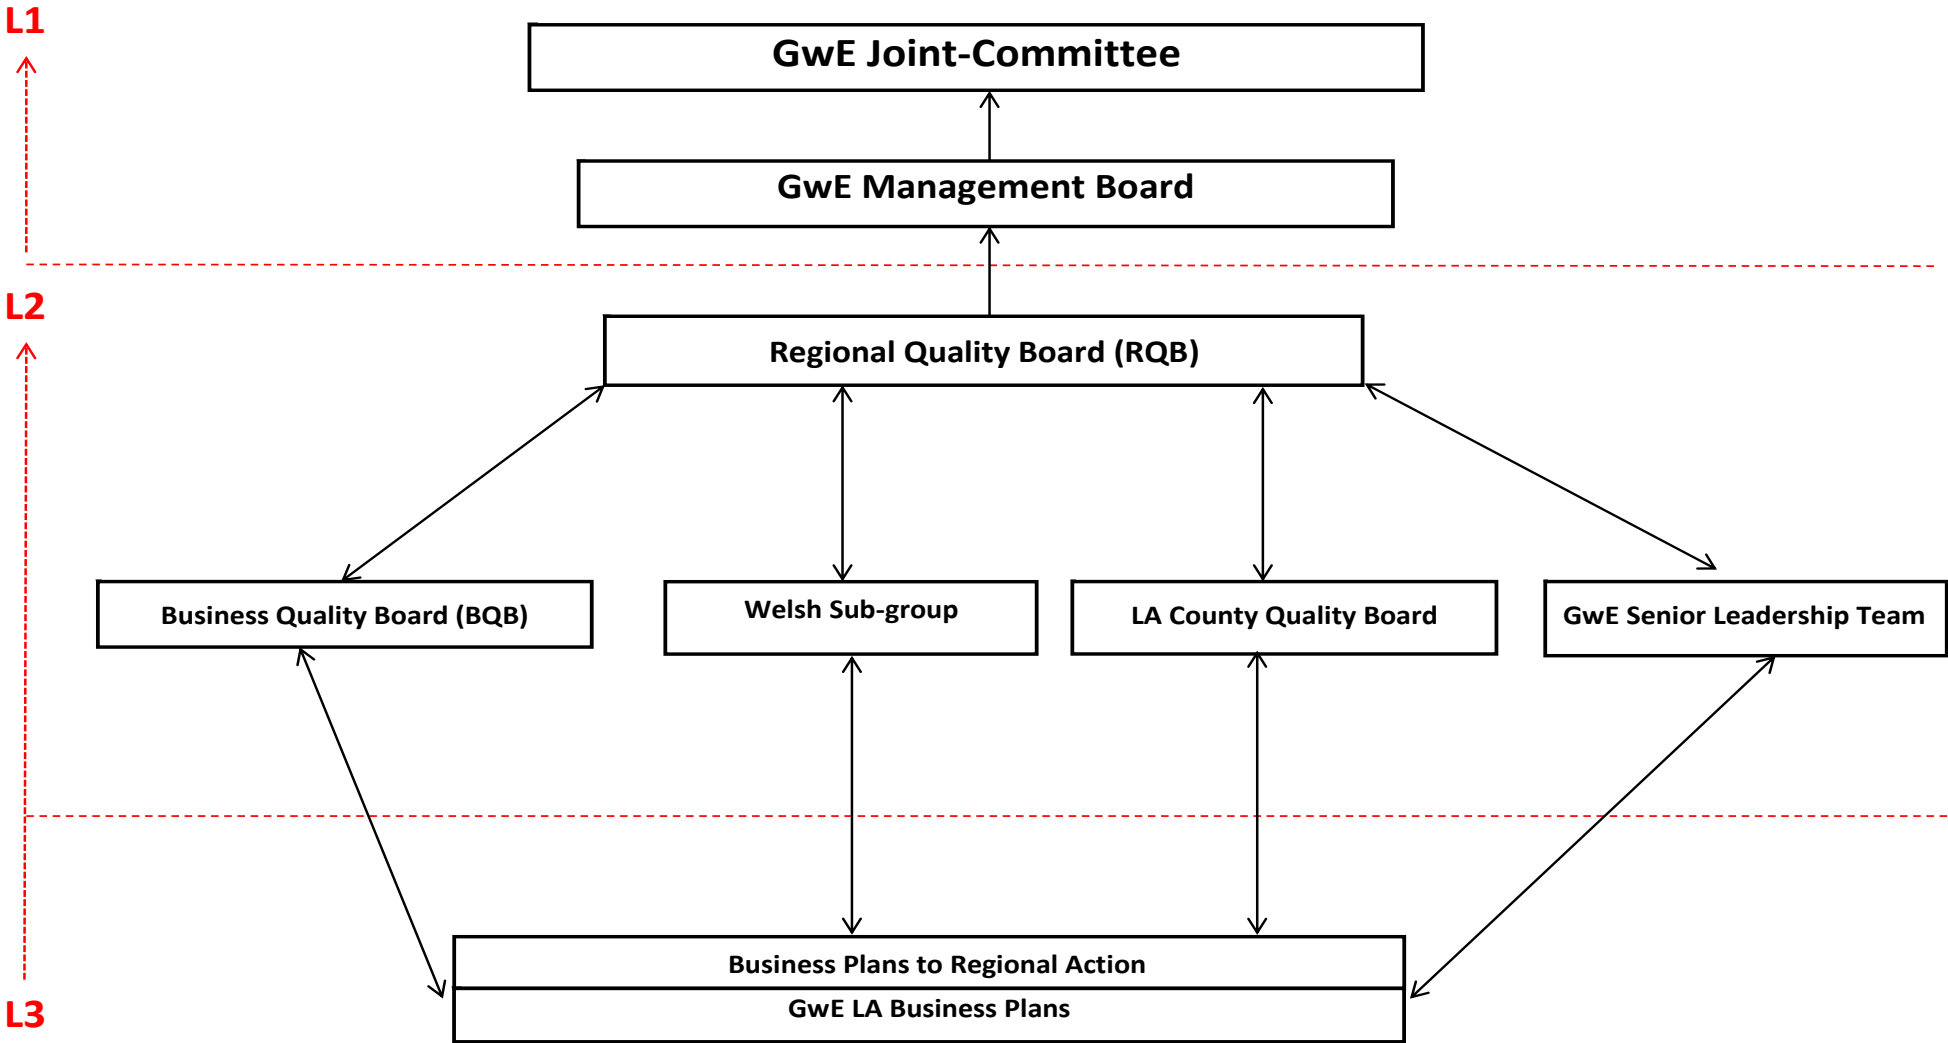 L1
GwE Joint-Committee
GwE Management Board
L2
Regional Quality Board (RQB)
Business Quality Board (BQB)
Welsh Sub-group
LA County Quality Board
GwE Senior Leadership Team
Business Plans to Regional Action
GwE LA Business Plans
L3